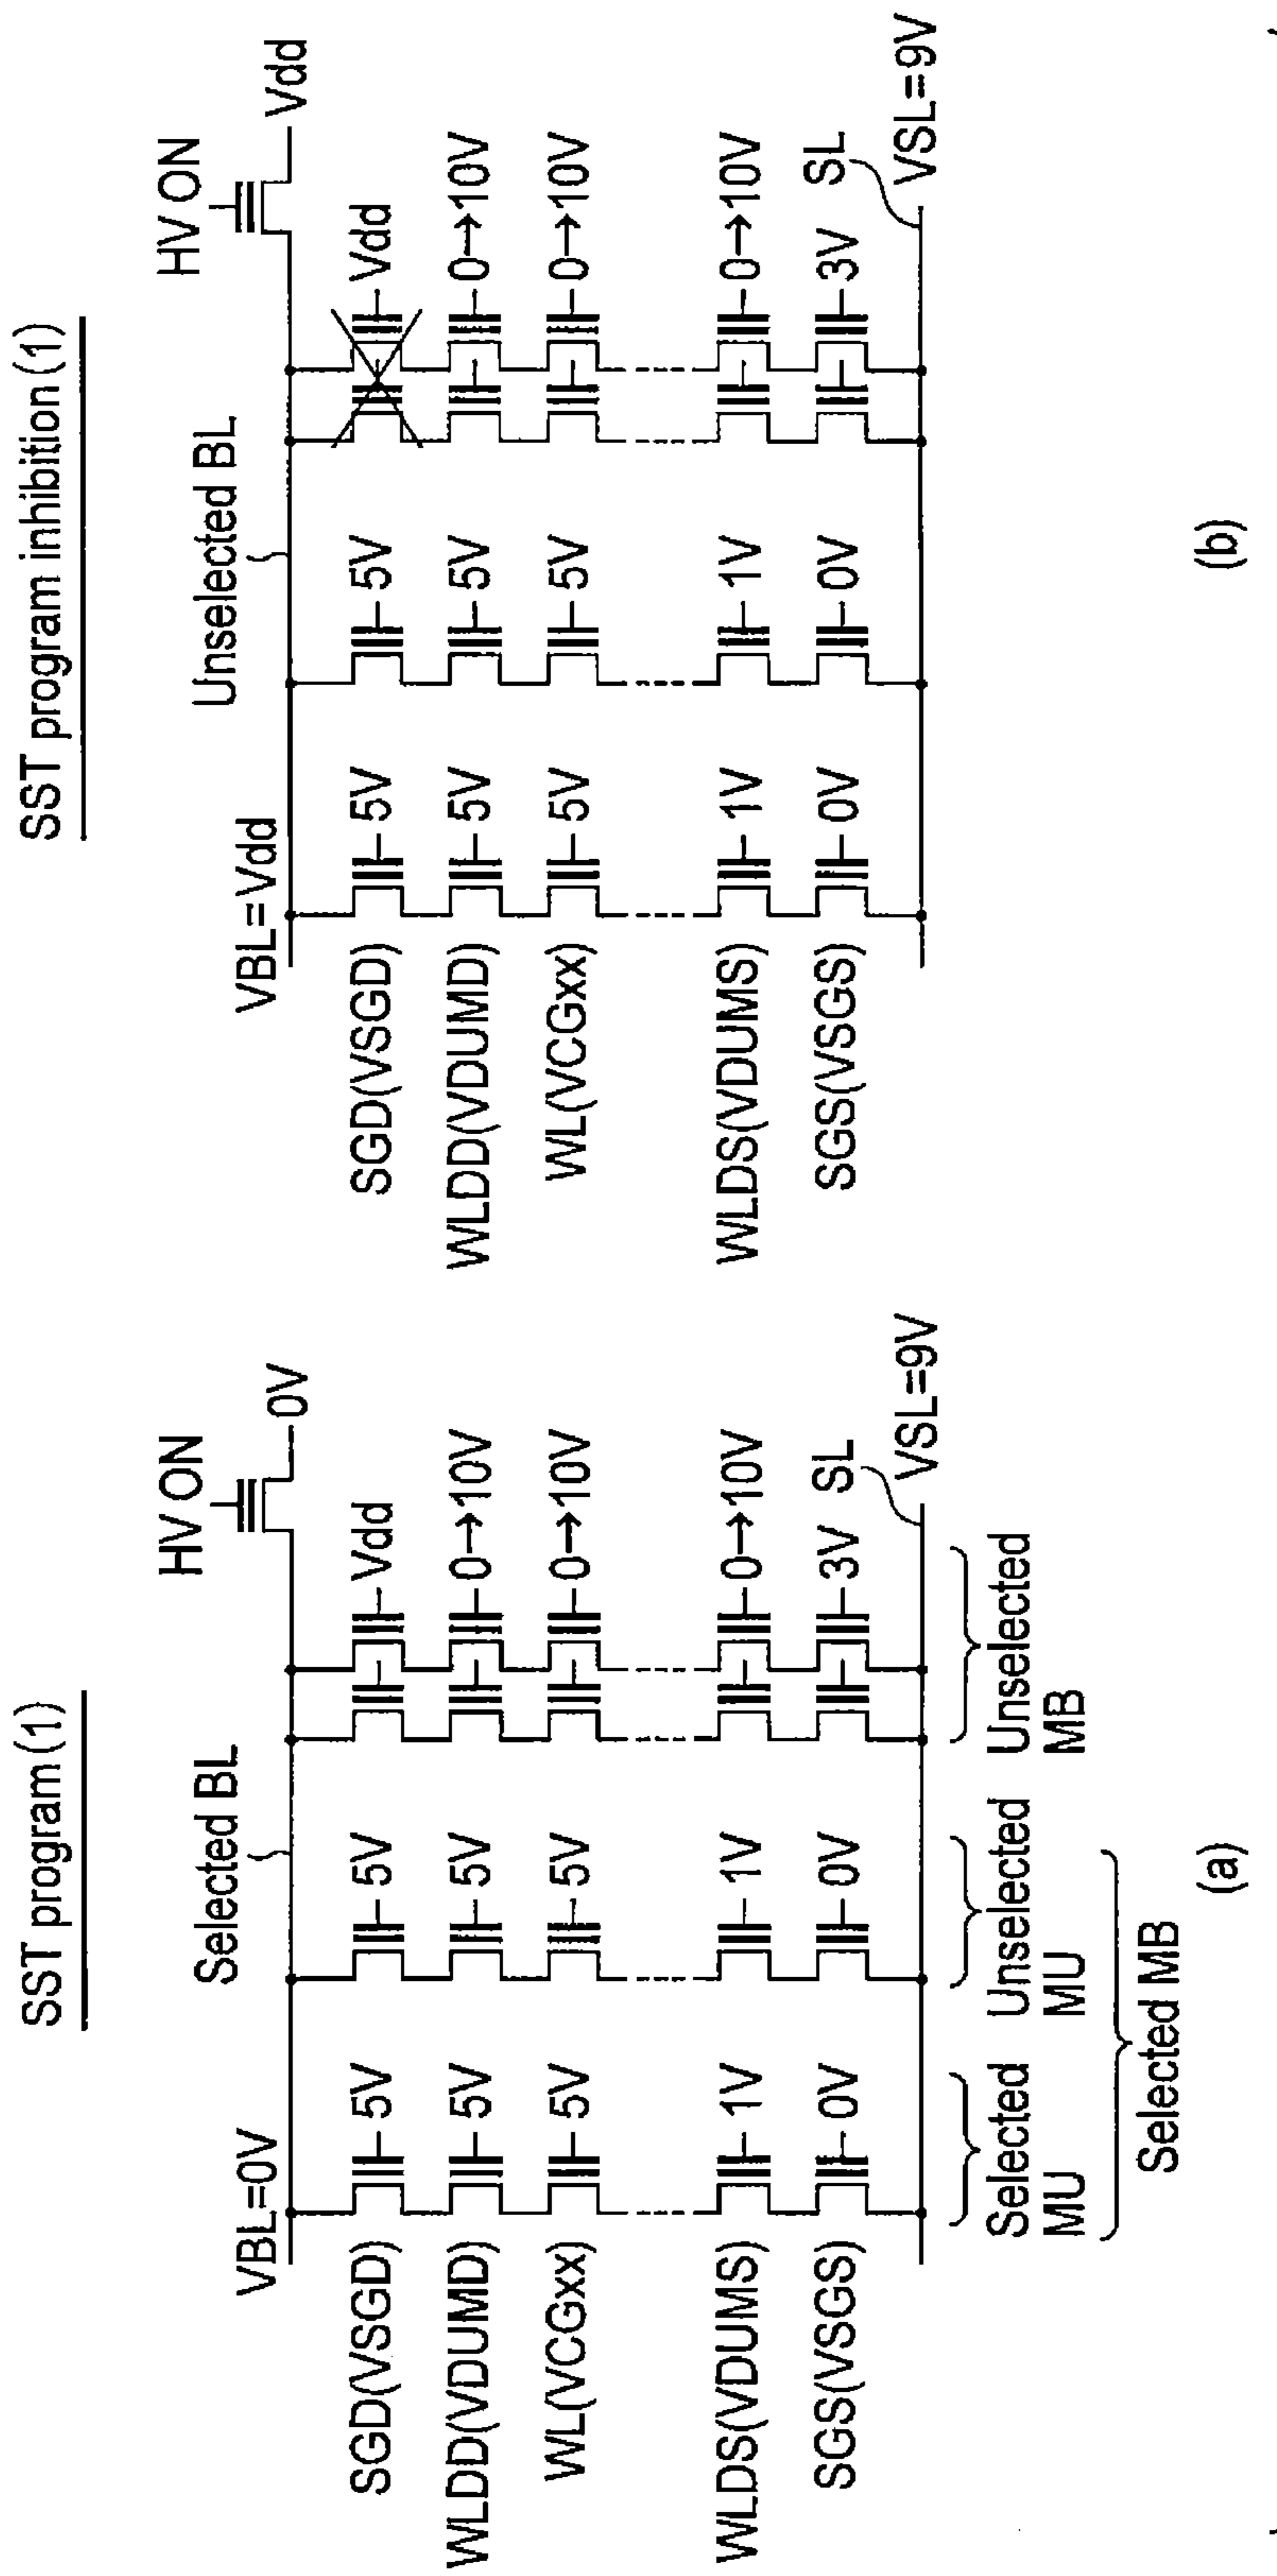 SST program (1)
HV ON
Selected BL
VBL=0V
0V
SGD(VSGD) 5V 5V Vdd
WLDD(VDUMD) 5V 5V 0→10V
WL(VCGxx) 5V 5V 0→10V
WLDS(VDUMS) 1V 1V 0→10V
SGS(VSGS) 0V 0V 3V SL
VSL=9V
Selected
MU
Unselected
MU
Unselected
MB
Selected MB
(a)
SST program inhibition (1)
HV ON
Unselected BL
VBL=Vdd
Vdd
SGD(VSGD) 5V 5V Vdd
WLDD(VDUMD) 5V 5V 0→10V
WL(VCGxx) 5V 5V 0→10V
WLDS(VDUMS) 1V 1V 0→10V
SGS(VSGS) 0V 0V 3V SL
VSL=9V
(b)